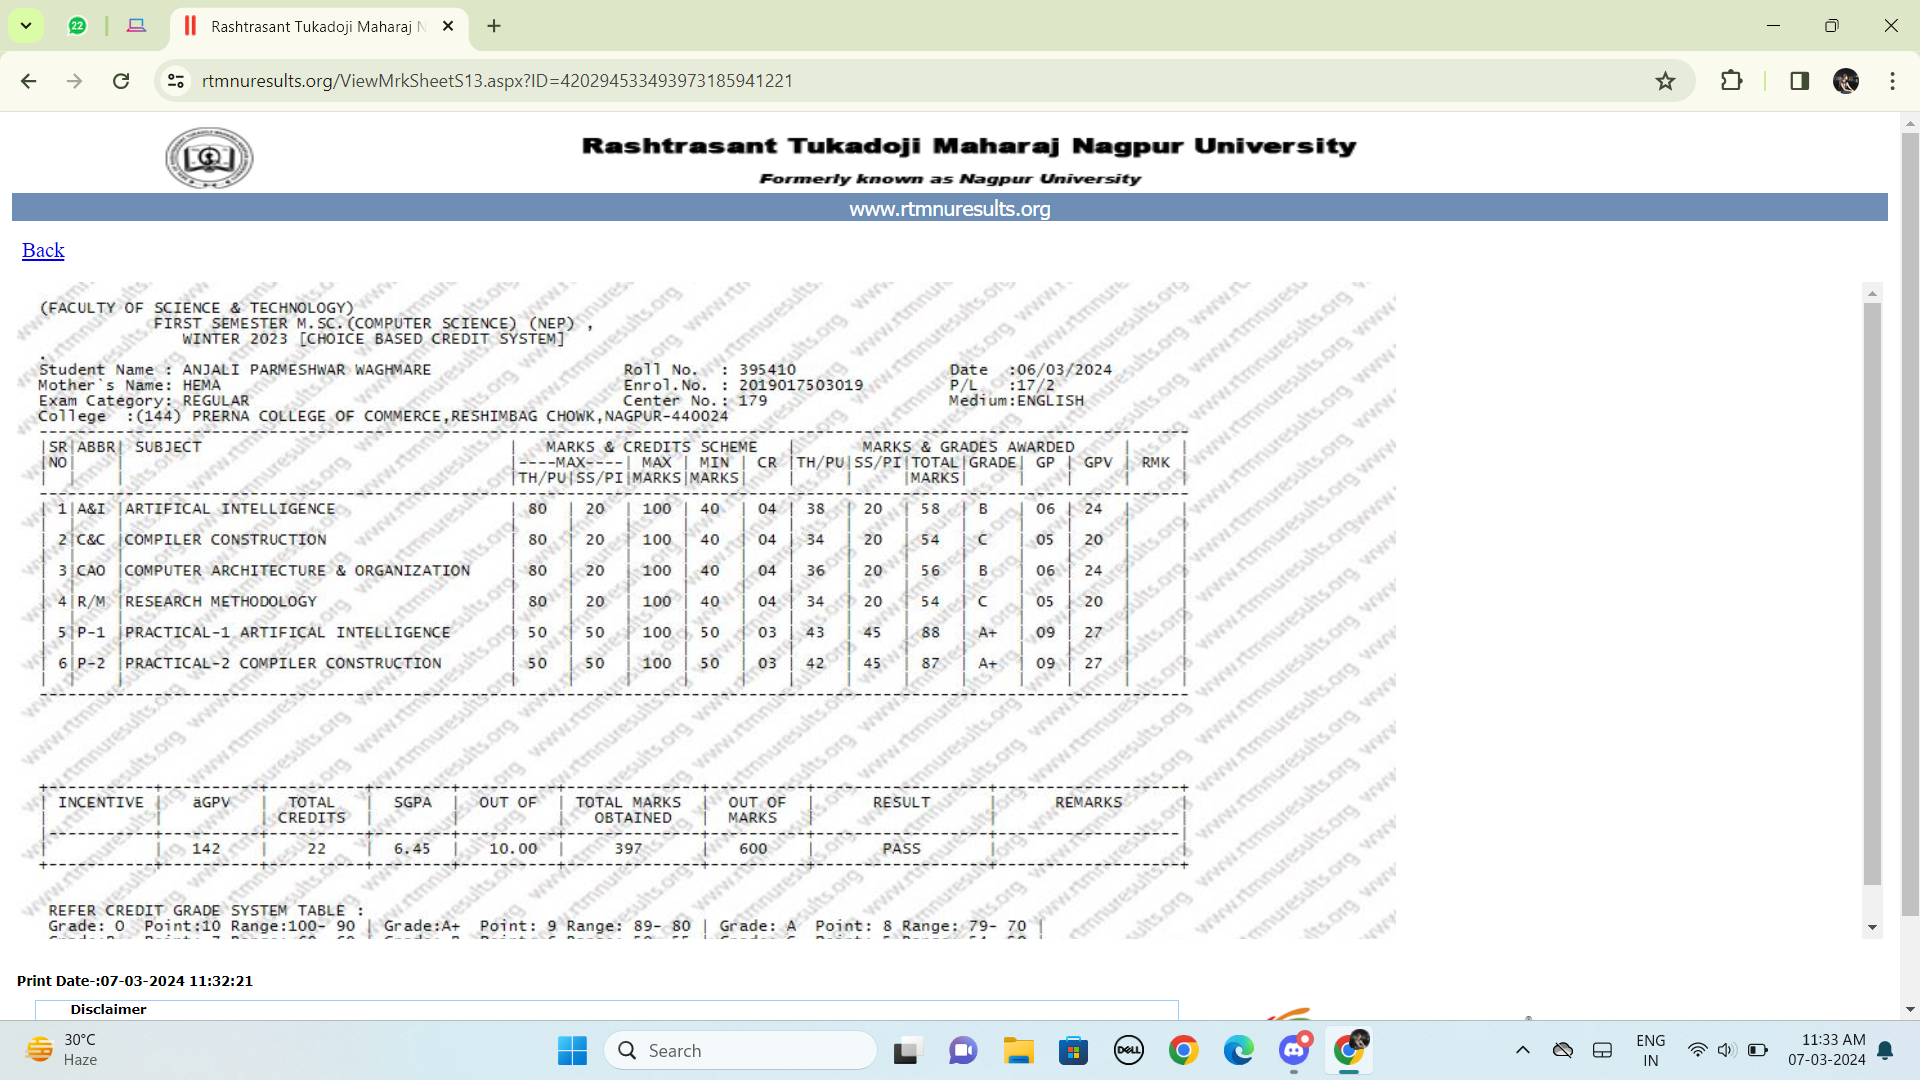 22
Rashtrasant Tukadoji Maharaj N
rtmnuresults.org/ViewMrkSheetS13.aspx?ID=420294533493973185941221
Rashtrasant Tukadoji Maharaj Nagpur University
Formerly known as Nagpur University
www.rtmnuresults.org
Back
(FACULTY OF SCIENCE & TECHNOLOGY)
FIRST SEMESTER M.SC.(COMPUTER SCIENCE) (NEP) ,
WINTER 2023 [CHOICE BASED CREDIT SYSTEM]
.
Student Name : ANJALI PARMESHWAR WAGHMARE Roll No. : 395410 Date :06/03/2024
Mother`s Name: HEMA Enrol.No. : 2019017503019 P/L :17/2
Exam Category: REGULAR Center No.: 179 Medium:ENGLISH
College :(144) PRERNA COLLEGE OF COMMERCE,RESHIMBAG CHOWK,NAGPUR-440024
|SR|ABBR| SUBJECT | MARKS & CREDITS SCHEME | MARKS & GRADES AWARDED | |
|NO| | |----MAX----| MAX | MIN | CR |TH/PU|SS/PI|TOTAL|GRADE| GP | GPV | RMK |
| | | |TH/PU|SS/PI|MARKS|MARKS| | | |MARKS| | | | |
| 1|A&I |ARTIFICAL INTELLIGENCE | 80 | 20 | 100 | 40 | 04 | 38 | 20 | 58 | B | 06 | 24 | |
| 2|C&C |COMPILER CONSTRUCTION | 80 | 20 | 100 | 40 | 04 | 34 | 20 | 54 | C | 05 | 20 | |
| 3|CAO |COMPUTER ARCHITECTURE & ORGANIZATION | 80 | 20 | 100 | 40 | 04 | 36 | 20 | 56 | B | 06 | 24 | |
| 4|R/M |RESEARCH METHODOLOGY | 80 | 20 | 100 | 40 | 04 | 34 | 20 | 54 | C | 05 | 20 | |
| 5|P-1 |PRACTICAL-1 ARTIFICAL INTELLIGENCE | 50 | 50 | 100 | 50 | 03 | 43 | 45 | 88 | A+ | 09 | 27 | |
| 6|P-2 |PRACTICAL-2 COMPILER CONSTRUCTION | 50 | 50 | 100 | 50 | 03 | 42 | 45 | 87 | A+ | 09 | 27 | |
| INCENTIVE | äGPV | TOTAL | SGPA | OUT OF | TOTAL MARKS | OUT OF | RESULT | REMARKS |
| | | CREDITS | | | OBTAINED | MARKS | | |
| | 142 | 22 | 6.45 | 10.00 | 397 | 600 | PASS | |
REFER CREDIT GRADE SYSTEM TABLE :
Grade: O Point:10 Range:100- 90 | Grade:A+ Point: 9 Range: 89- 80 | Grade: A Point: 8 Range: 79- 70 |
Print Date-:07-03-2024 11:32:21
Disclaimer
30°C
Haze
Search
DELL
ENG
IN
11:33 AM
07-03-2024